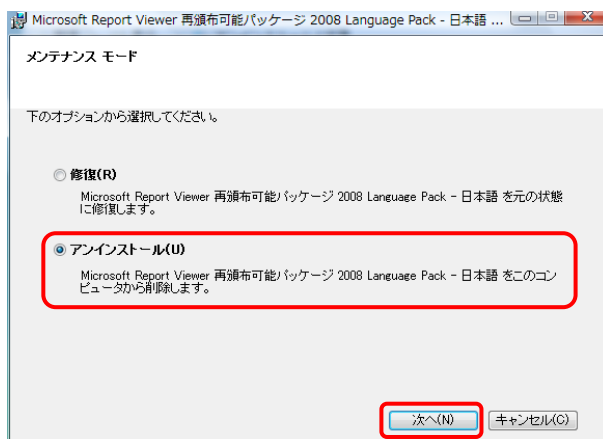 Microsoft Report Viewer 再頒布可能パッケージ 2008 Language Pack - 日本語 ...
メンテナンス モード
下のオプションから選択してください。
修復(R)
Microsoft Report Viewer 再頒布可能パッケージ 2008 Language Pack - 日本語 を元の状態
に修復します。
アンインストール(U)
Microsoft Report Viewer 再頒布可能パッケージ 2008 Language Pack - 日本語 をこのコン
ピュータから削除します。
次へ(N) キャンセル(C)